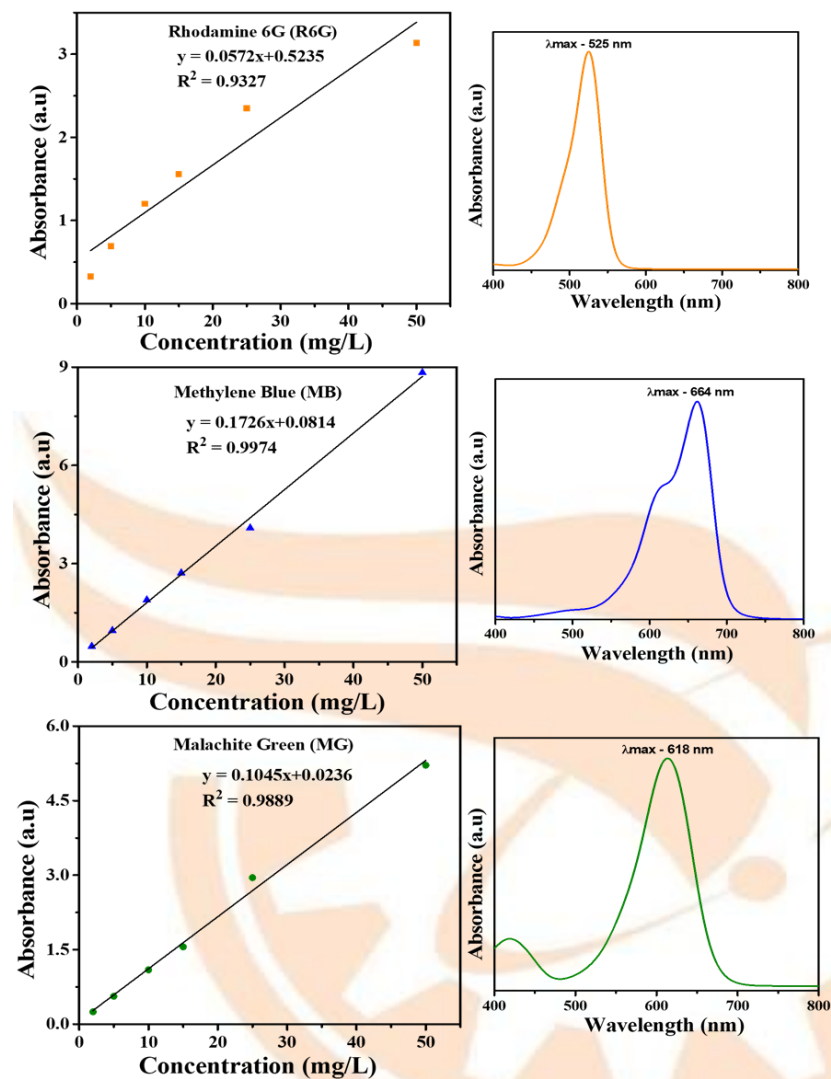 Rhodamine 6G (R6G)
y = 0.0572x+0.5235
R² = 0.9327
3
2
1
0
0 10 20 30 40 50
Absorbance (a.u)
Concentration (mg/L)
λmax - 525 nm
Absorbance (a.u)
400 500 600 700 800
Wavelength (nm)
Methylene Blue (MB)
y = 0.1726x+0.0814
R² = 0.9974
9
6
3
0
0 10 20 30 40 50
Absorbance (a.u)
Concentration (mg/L)
λmax - 664 nm
Absorbance (a.u)
400 500 600 700 800
Wavelength (nm)
Malachite Green (MG)
y = 0.1045x+0.0236
R² = 0.9889
6.0
4.5
3.0
1.5
0.0
0 10 20 30 40 50
Absorbance (a.u)
Concentration (mg/L)
λmax - 618 nm
Absorbance (a.u)
400 500 600 700 800
Wavelength (nm)